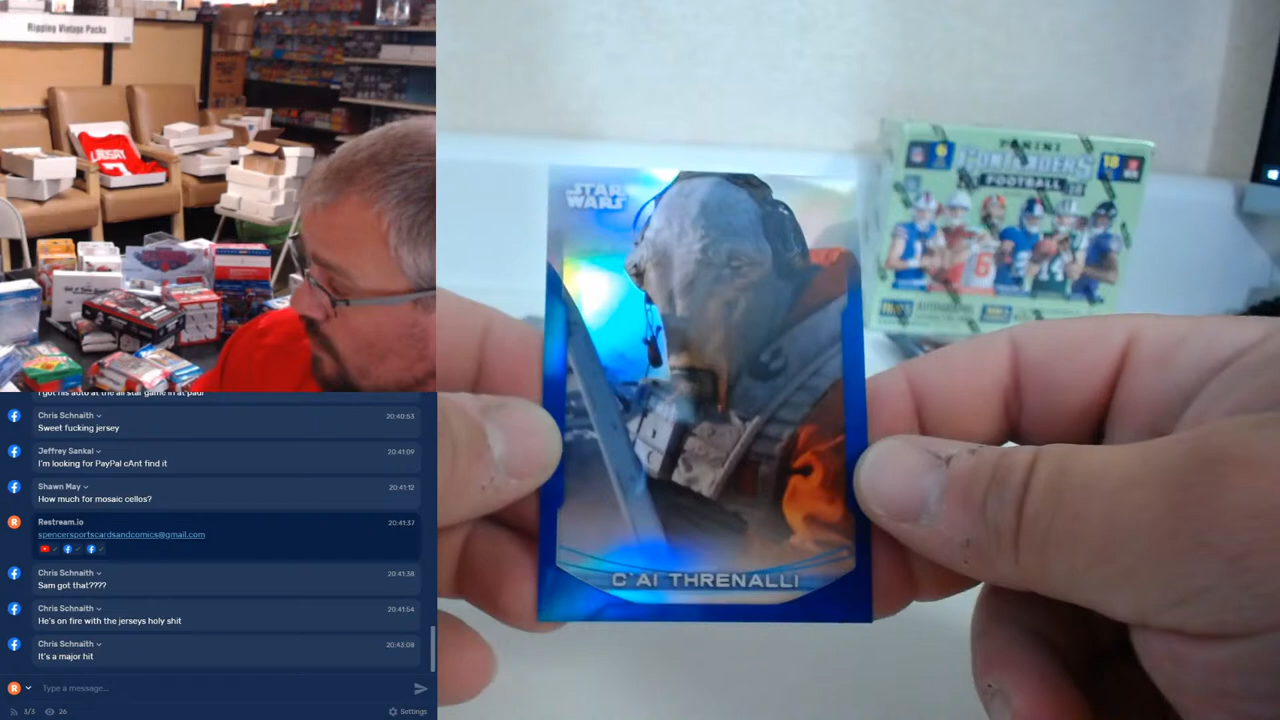 Ripping Vintage Packs
LINDSAY
I got his auto at the all star game in at paul
Chris Schnaith
20:40:53
Sweet fucking jersey
Jeffrey Sankal
20:41:09
I'm looking for PayPal cAnt find it
Shawn May
20:41:12
How much for mosaic cellos?
Restream.io
20:41:37
spencersportscardsandcomics@gmail.com
Chris Schnaith
20:41:38
Sam got that????
Chris Schnaith
20:41:54
He's on fire with the jerseys holy shit
Chris Schnaith
20:43:08
It's a major hit
Type a message...
3/3
26
Settings
STAR
WARS
C'AI THRENALLI
PANINI
CONTENDERS
FOOTBALL
6
18